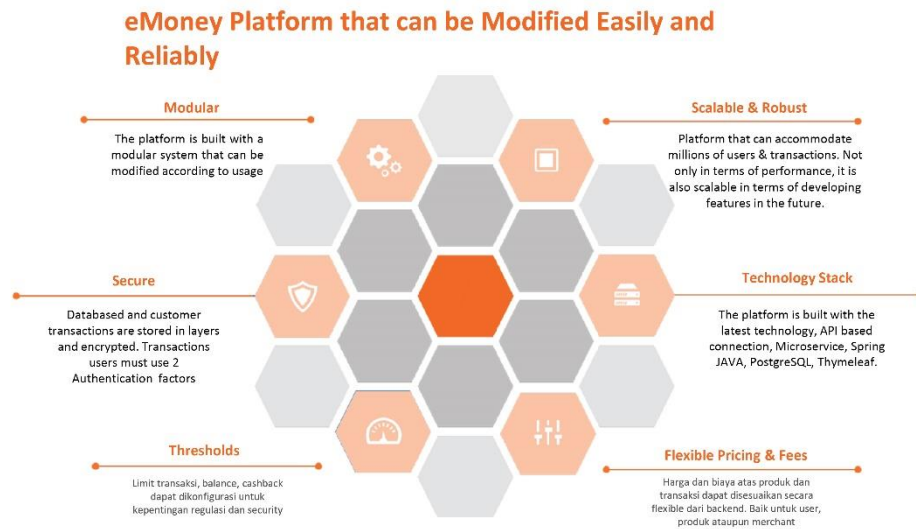 eMoney Platform that can be Modified Easily and
Reliably
Modular
The platform is built with a
modular system that can be
modified according to usage
Scalable & Robust
Platform that can accommodate
millions of users & transactions. Not
only in terms of performance, it is
also scalable in terms of developing
features in the future.
Secure
Databased and customer
transactions are stored in layers
and encrypted. Transactions
users must use 2
Authentication factors
Technology Stack
The platform is built with the
latest technology, API based
connection, Microservice, Spring
JAVA, PostgreSQL, Thymeleaf.
Thresholds
Limit transaksi, balance, cashback
dapat dikonfigurasi untuk
kepentingan regulasi dan security
Flexible Pricing & Fees
Harga dan biaya atas produk dan
transaksi dapat disesuaikan secara
flexible dari backend. Baik untuk user,
produk ataupun merchant